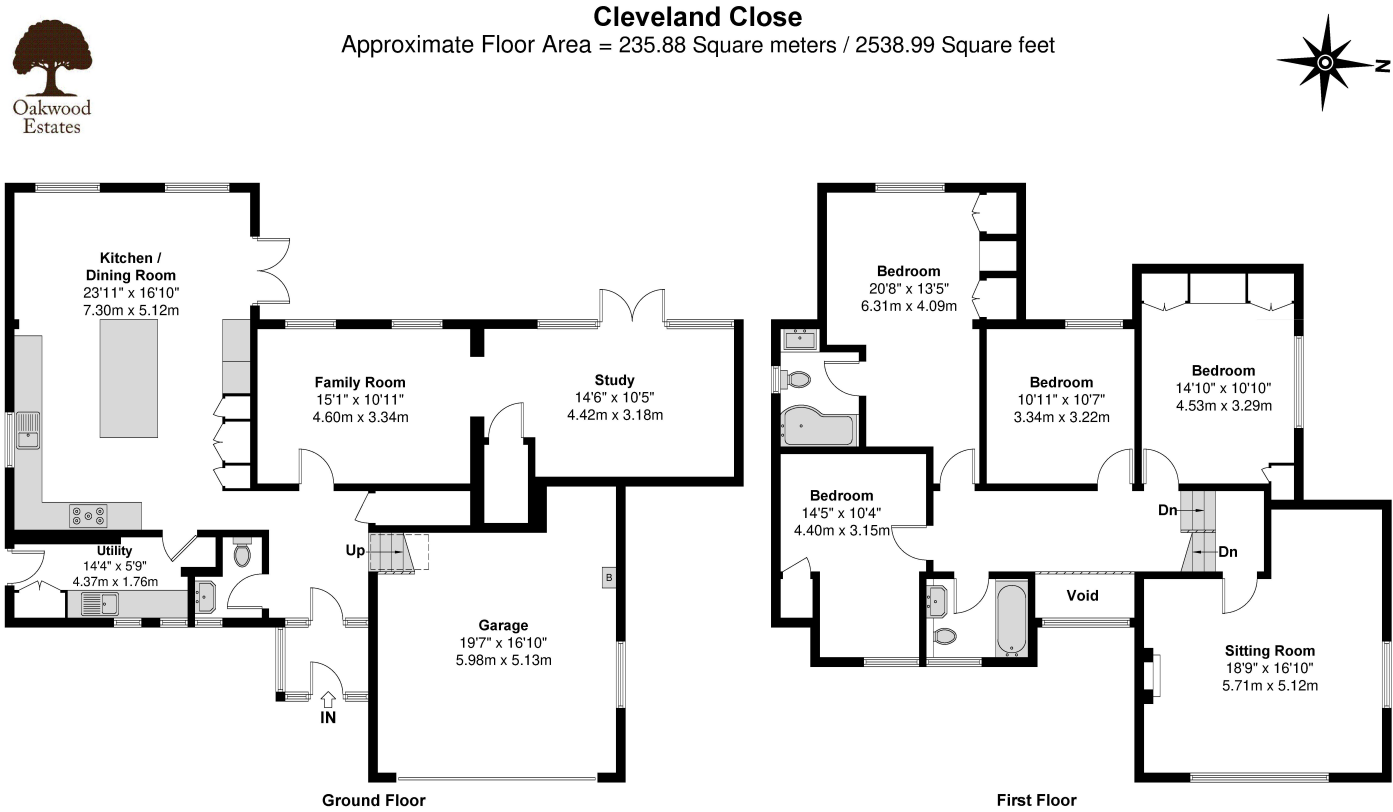 Cleveland Close
Approximate Floor Area = 235.88 Square meters / 2538.99 Square feet
Oakwood
Estates
N
Kitchen /
Dining Room
23'11" x 16'10"
7.30m x 5.12m
Family Room
15'1" x 10'11"
4.60m x 3.34m
Study
14'6" x 10'5"
4.42m x 3.18m
Utility
14'4" x 5'9"
4.37m x 1.76m
Up
B
Garage
19'7" x 16'10"
5.98m x 5.13m
IN
Ground Floor
Bedroom
20'8" x 13'5"
6.31m x 4.09m
Bedroom
10'11" x 10'7"
3.34m x 3.22m
Bedroom
14'10" x 10'10"
4.53m x 3.29m
Bedroom
14'5" x 10'4"
4.40m x 3.15m
Dn
Dn
Void
Sitting Room
18'9" x 16'10"
5.71m x 5.12m
First Floor